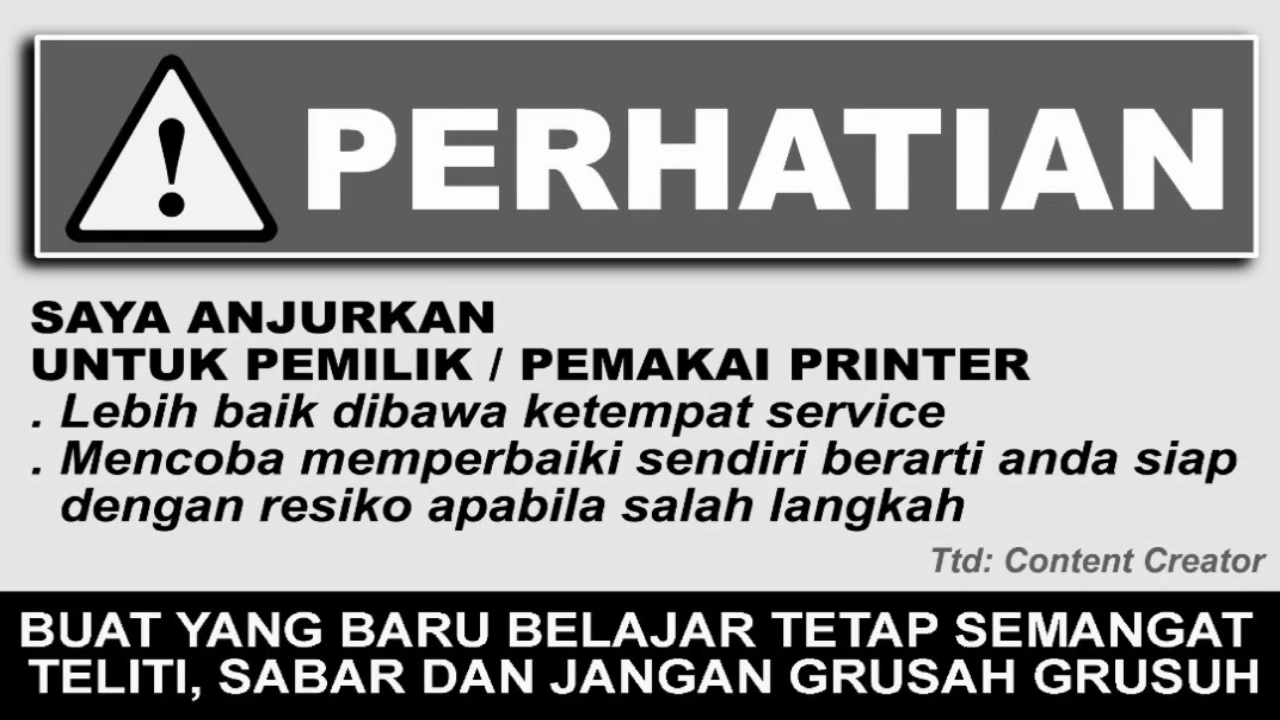 PERHATIAN
SAYA ANJURKAN
UNTUK PEMILIK / PEMAKAI PRINTER
. Lebih baik dibawa ketempat service
. Mencoba memperbaiki sendiri berarti anda siap
dengan resiko apabila salah langkah
Ttd: Content Creator
BUAT YANG BARU BELAJAR TETAP SEMANGAT
TELITI, SABAR DAN JANGAN GRUSAH GRUSUH